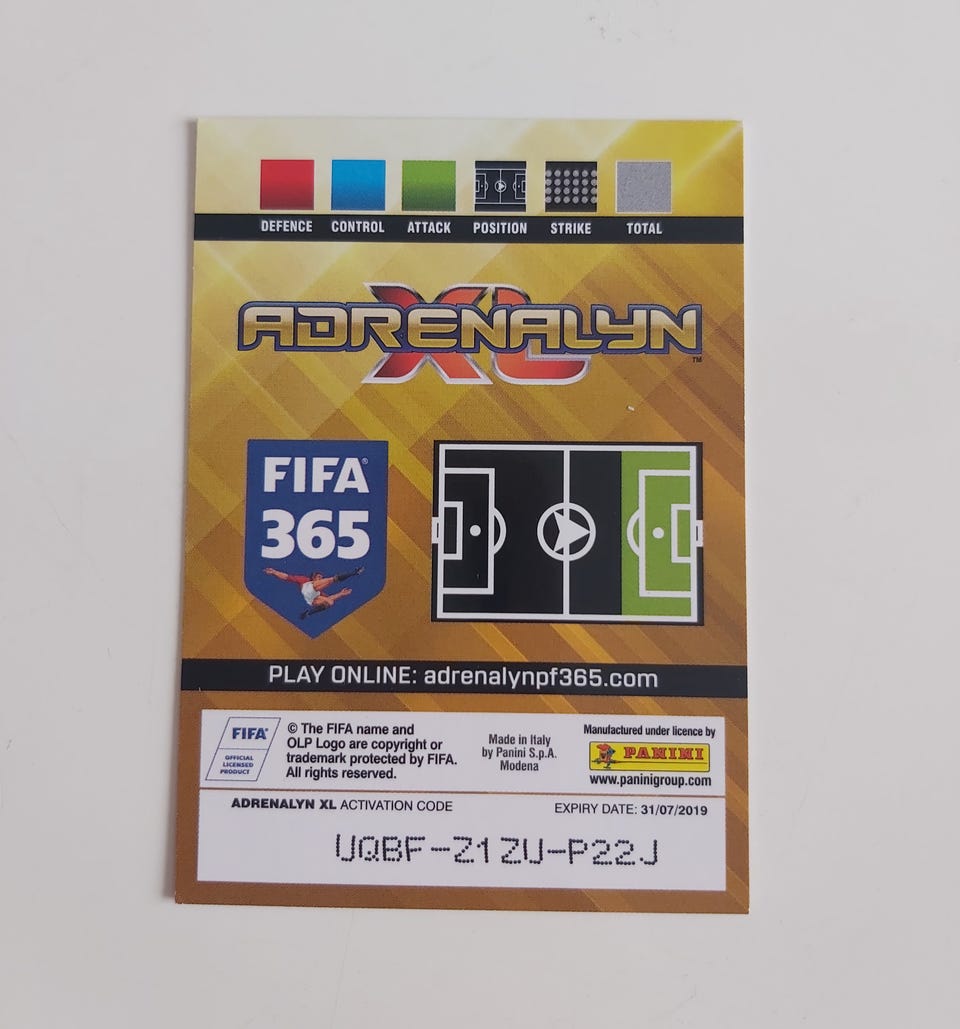 DEFENCE CONTROL ATTACK POSITION STRIKE TOTAL
ADRENALYN XL™
FIFA®
365
PLAY ONLINE: adrenalynpf365.com
FIFA®
OFFICIAL
LICENSED
PRODUCT
© The FIFA name and
OLP Logo are copyright or
trademark protected by FIFA.
All rights reserved.
Made in Italy
by Panini S.p.A.
Modena
Manufactured under licence by
PANINI
www.paninigroup.com
ADRENALYN XL ACTIVATION CODE
EXPIRY DATE: 31/07/2019
UQBF-Z1ZU-P22J